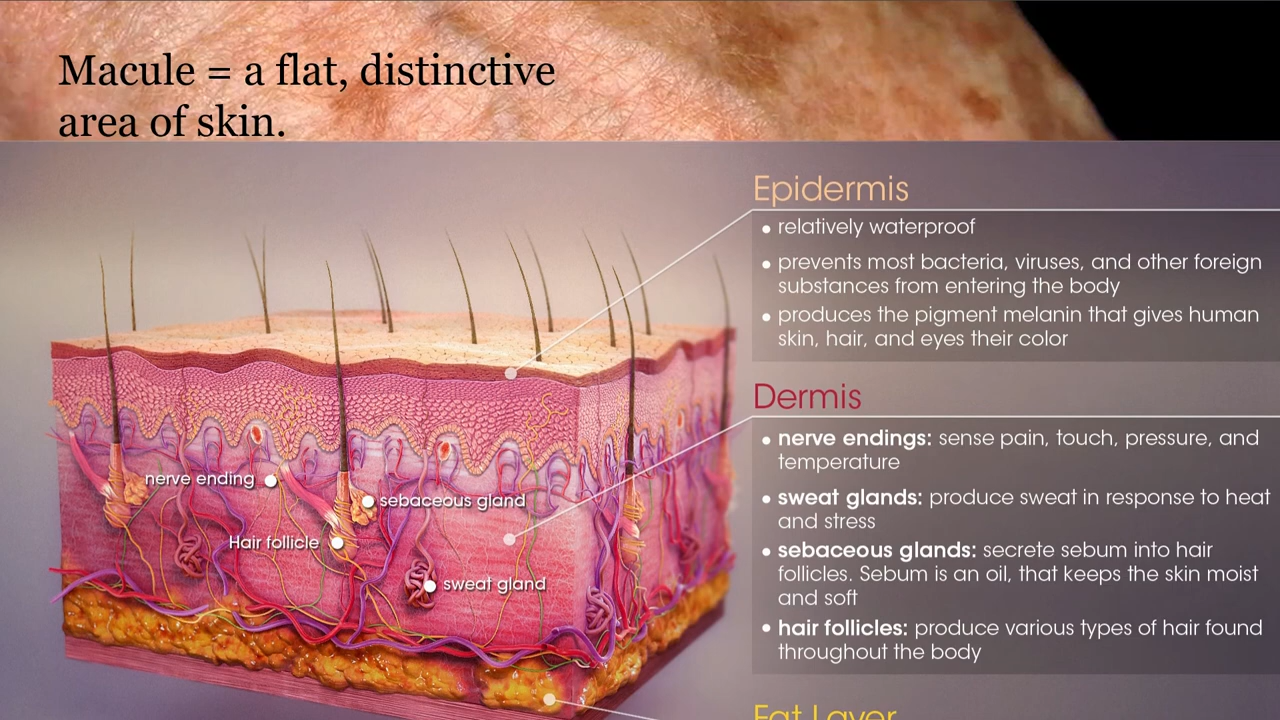 Macule = a flat, distinctive
area of skin.
Epidermis
• relatively waterproof
• prevents most bacteria, viruses, and other foreign
substances from entering the body
• produces the pigment melanin that gives human
skin, hair, and eyes their color
Dermis
• nerve endings: sense pain, touch, pressure, and
temperature
• sweat glands: produce sweat in response to heat
and stress
• sebaceous glands: secrete sebum into hair
follicles. Sebum is an oil, that keeps the skin moist
and soft
• hair follicles: produce various types of hair found
throughout the body
Fat Layer
nerve ending
sebaceous gland
Hair follicle
sweat gland